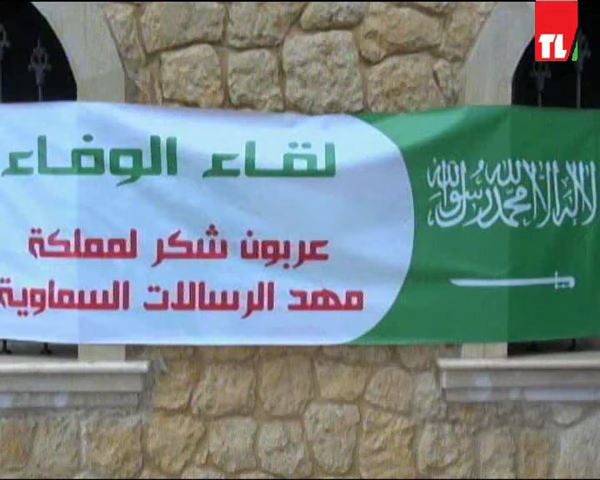 TL
لقاء الوفاء
عربون شكر لمملكة
مهد الرسالات السماوية
لا إله إلا الله محمد رسول الله